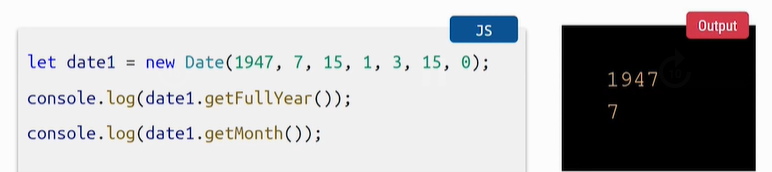 JS
let date1 = new Date(1947, 7, 15, 1, 3, 15, 0);
console.log(date1.getFullYear());
console.log(date1.getMonth());
Output
1947
7